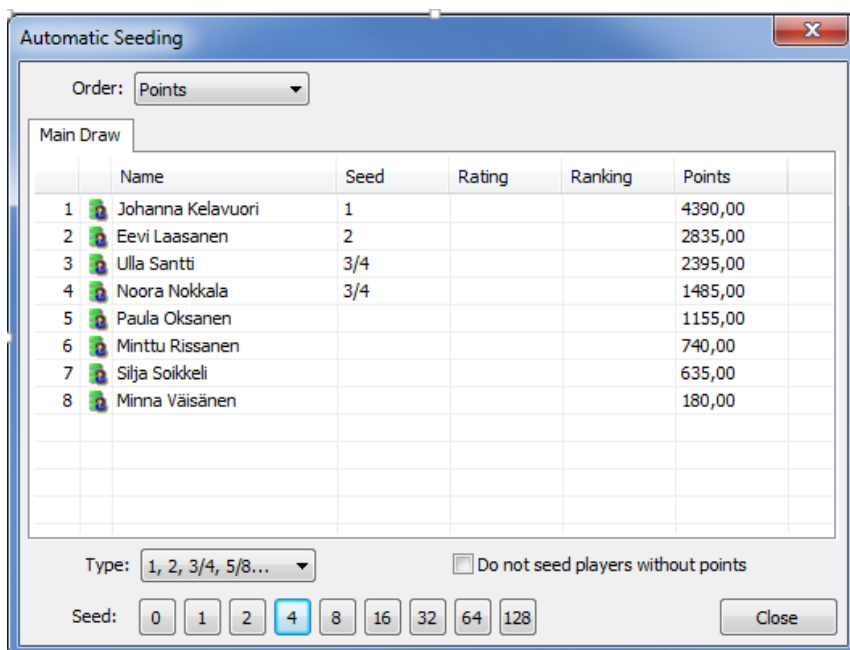 Automatic Seeding
Order: Points
Main Draw
Name Seed Rating Ranking Points
1 Johanna Kelavuori 1 4390,00
2 Eevi Laasanen 2 2835,00
3 Ulla Santti 3/4 2395,00
4 Noora Nokkala 3/4 1485,00
5 Paula Oksanen 1155,00
6 Minttu Rissanen 740,00
7 Silja Soikkeli 635,00
8 Minna Väisänen 180,00
Type: 1, 2, 3/4, 5/8... Do not seed players without points
Seed: 0 1 2 4 8 16 32 64 128 Close